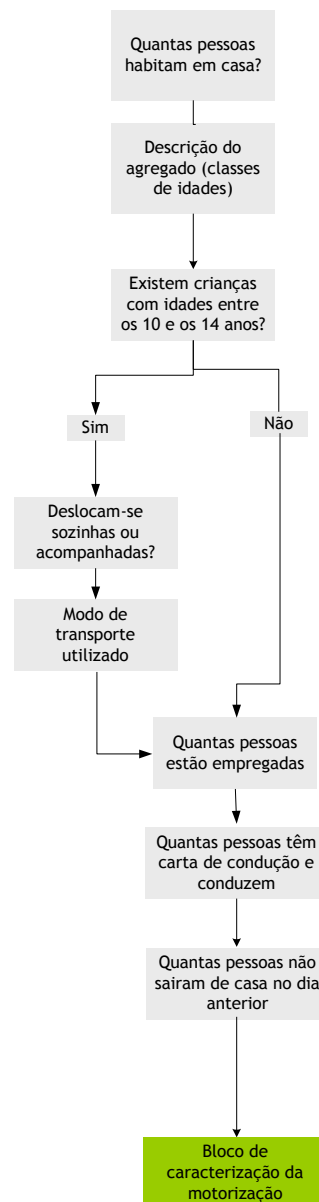 Quantas pessoas
habitam em casa?
Descrição do
agregado (classes
de idades)
Existem crianças
com idades entre
os 10 e os 14 anos?
Sim
Não
Deslocam-se
sozinhas ou
acompanhadas?
Modo de
transporte
utilizado
Quantas pessoas
estão empregadas
Quantas pessoas têm
carta de condução e
conduzem
Quantas pessoas não
sairam de casa no dia
anterior
Bloco de
caracterização da
motorização